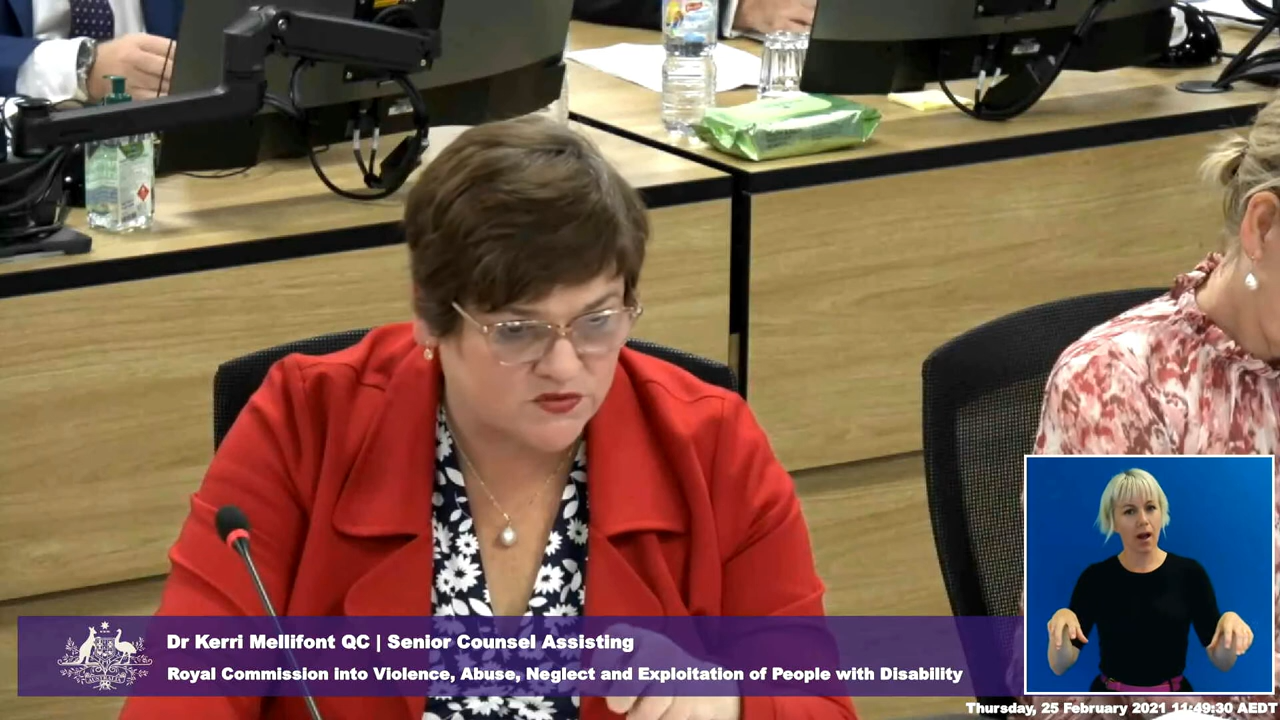 Dr Kerri Mellifont QC | Senior Counsel Assisting
Royal Commission into Violence, Abuse, Neglect and Exploitation of People with Disability
Thursday, 25 February 2021 11:49:30 AEDT